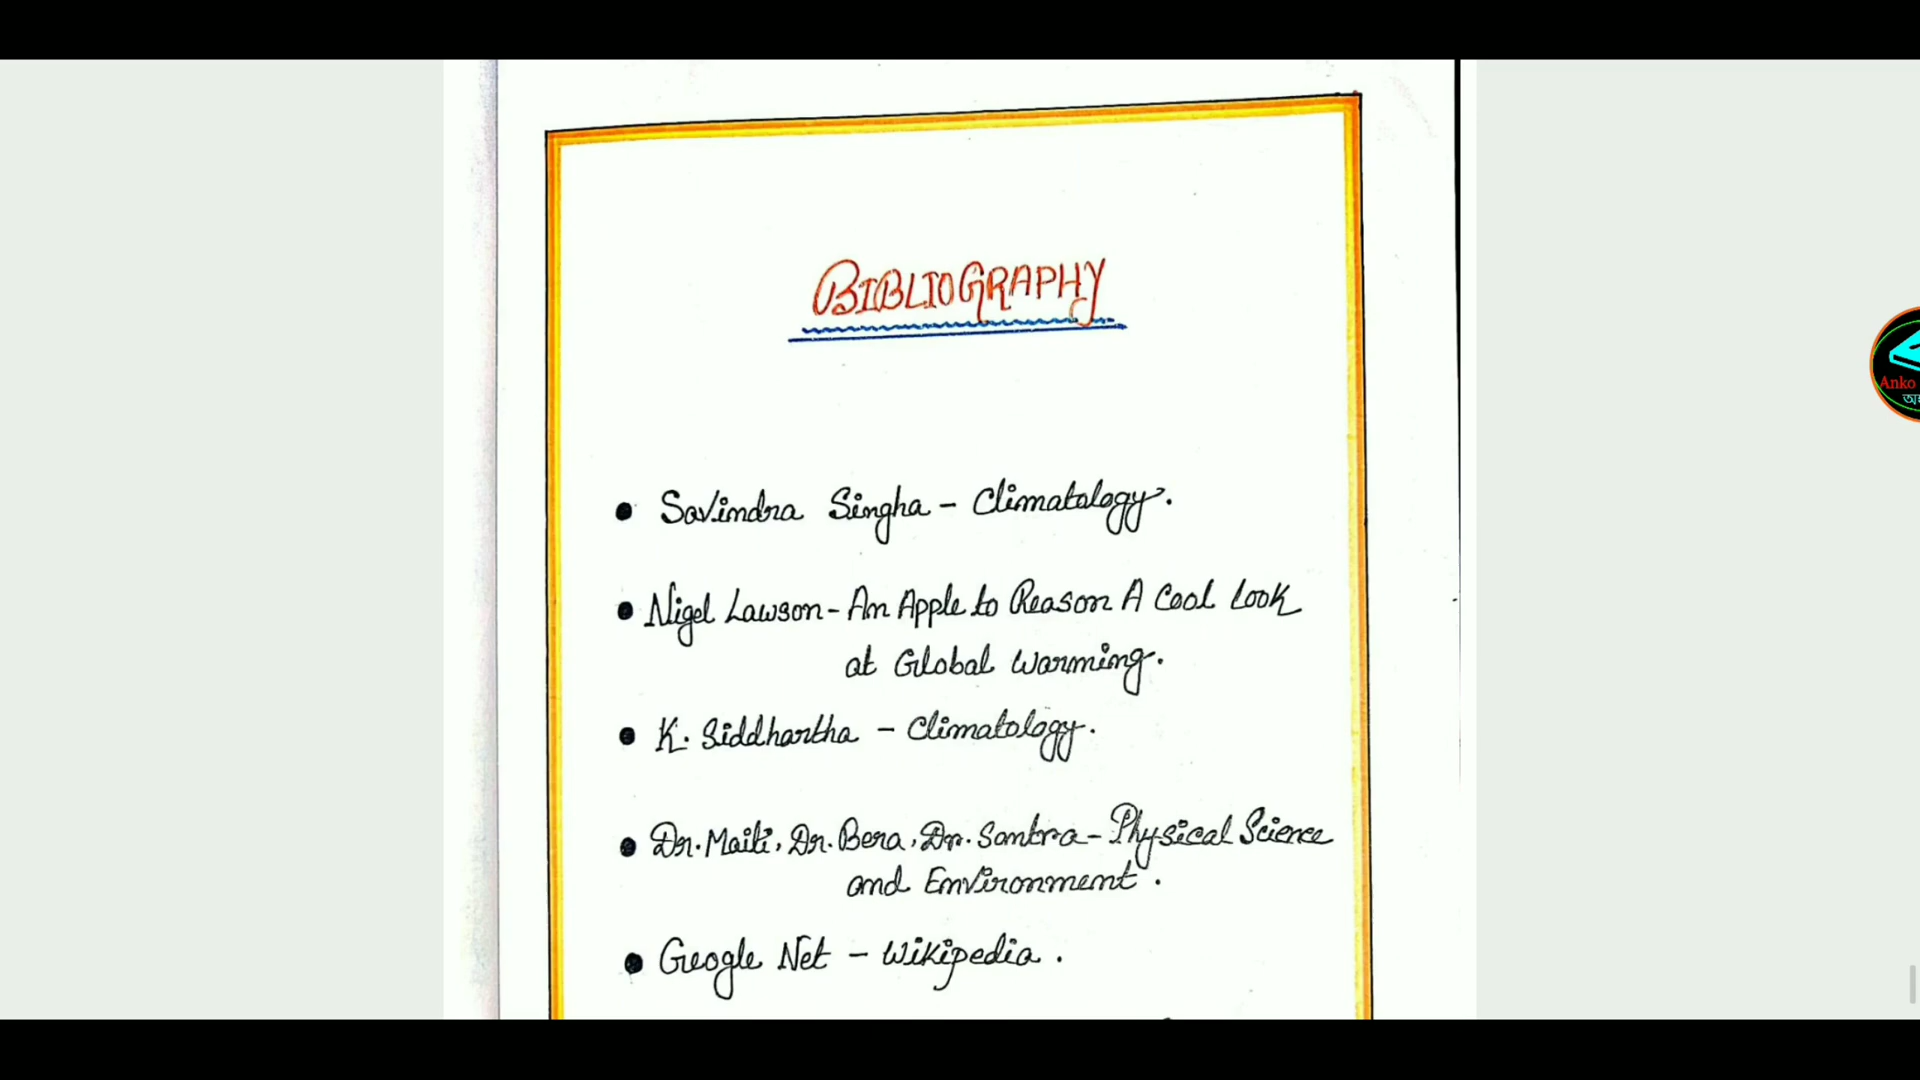 BIBLIOGRAPHY
• Savindra Singha - Climatology.
• Nigel Lawson - An Apple to Reason A Cool Look
at Global Warming.
• K. Siddhartha - Climatology.
• Dr. Maiti, Dr. Bera, Dr. Santra - Physical Science
and Environment.
• Google Net - Wikipedia.
Anko